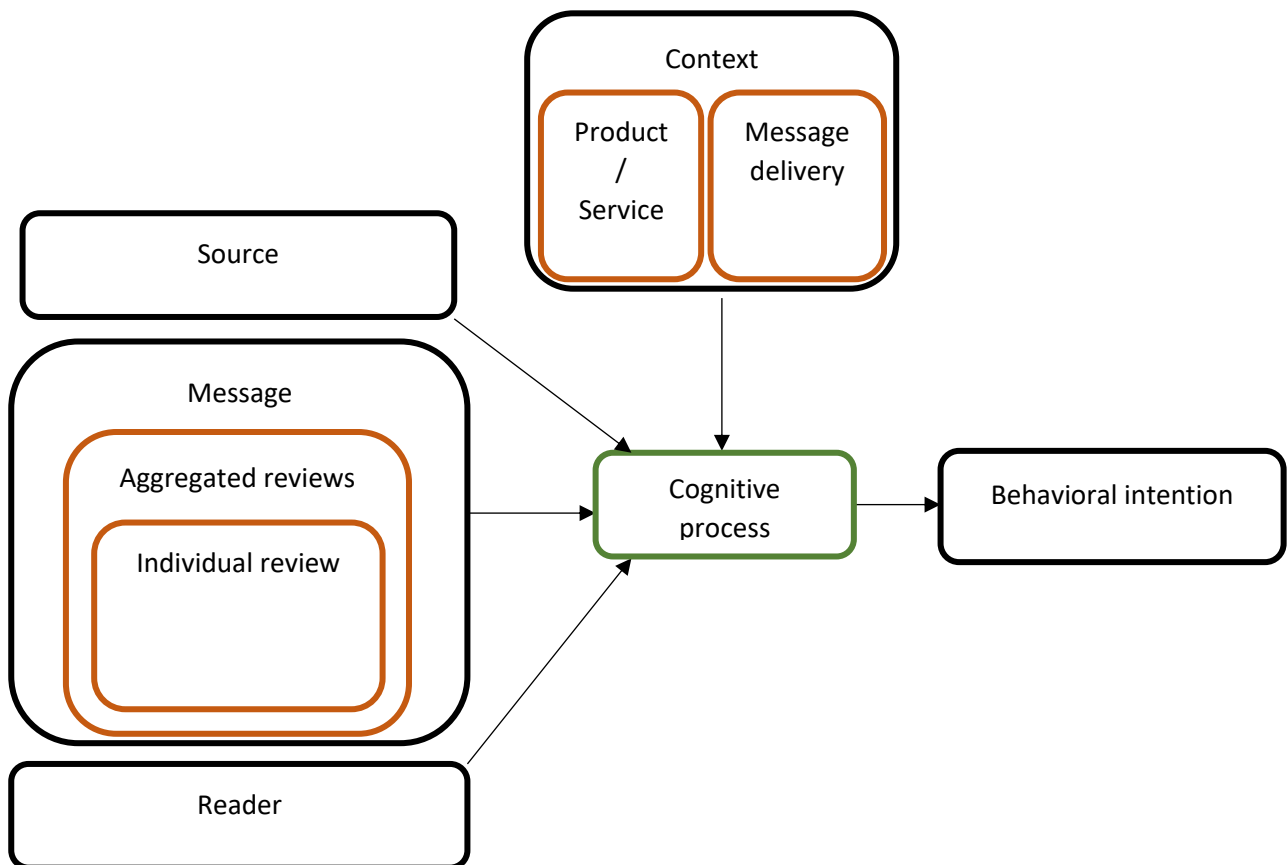 Context
Product
/
Service
Message
delivery
Source
Message
Aggregated reviews
Individual review
Cognitive
process
Behavioral intention
Reader